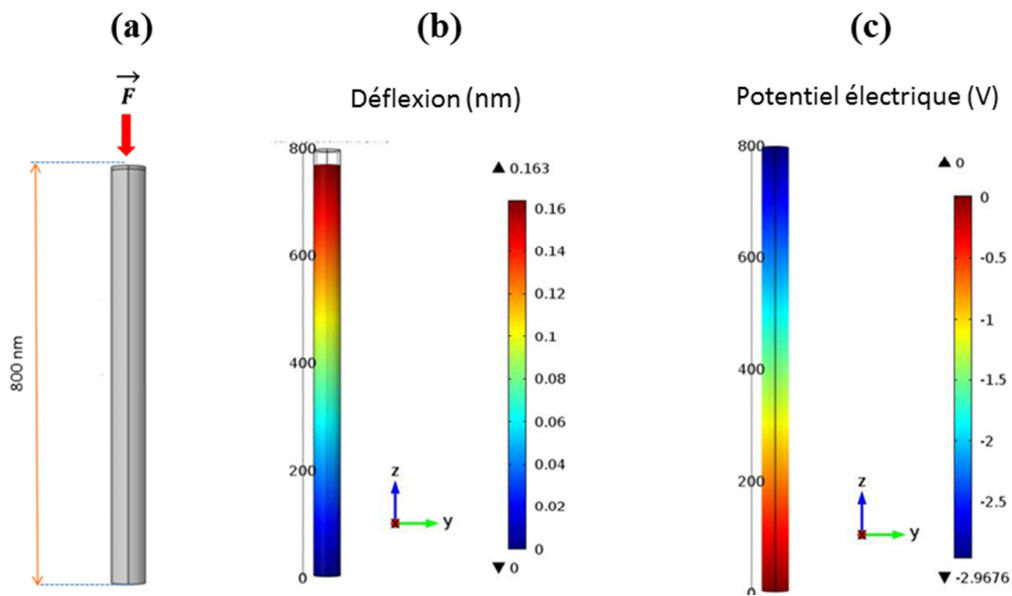 (a)
F
800 nm
(b)
Déflexion (nm)
800
600
400
200
0
▲ 0.163
0.16
0.14
0.12
0.1
0.08
0.06
0.04
0.02
0
▼ 0
z
y
(c)
Potentiel électrique (V)
800
600
400
200
0
▲ 0
0
-0.5
-1
-1.5
-2
-2.5
▼ -2.9676
z
y